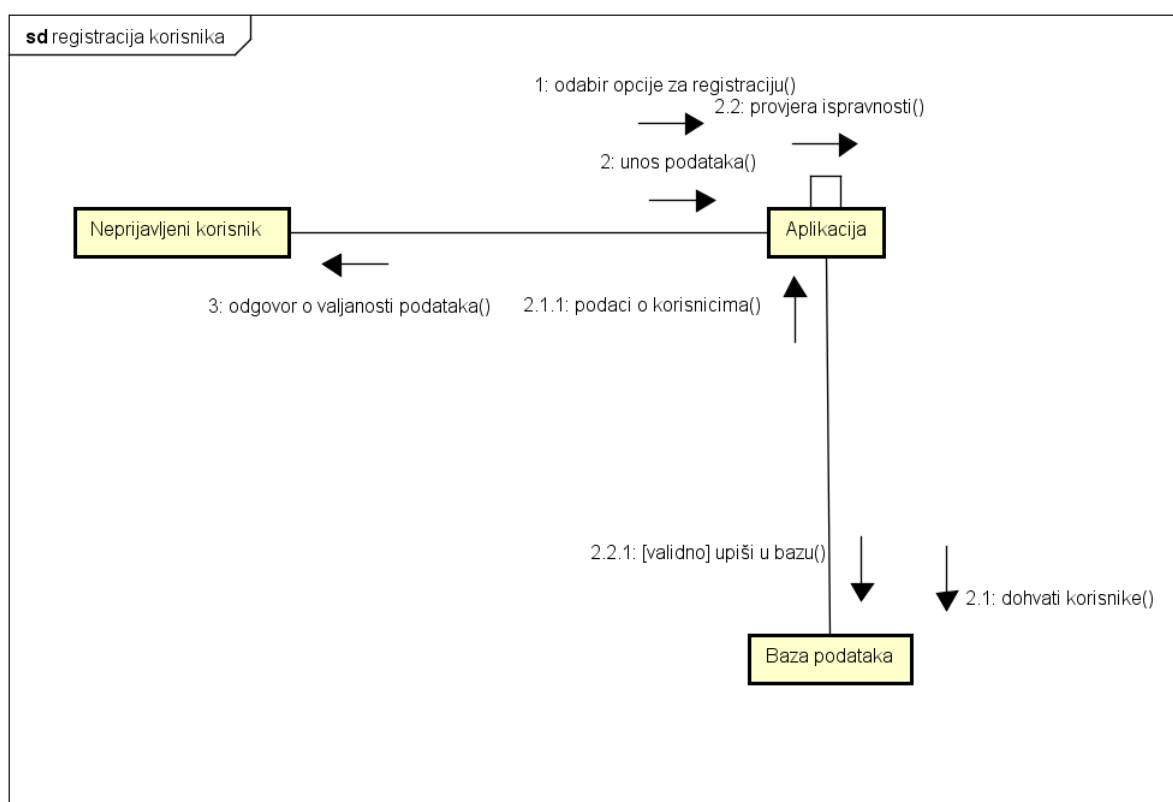 sd registracija korisnika
1: odabir opcije za registraciju()
2.2: provjera ispravnosti()
2: unos podataka()
Neprijavljeni korisnik
Aplikacija
3: odgovor o valjanosti podataka()
2.1.1: podaci o korisnicima()
2.2.1: [validno] upiši u bazu()
2.1: dohvati korisnike()
Baza podataka